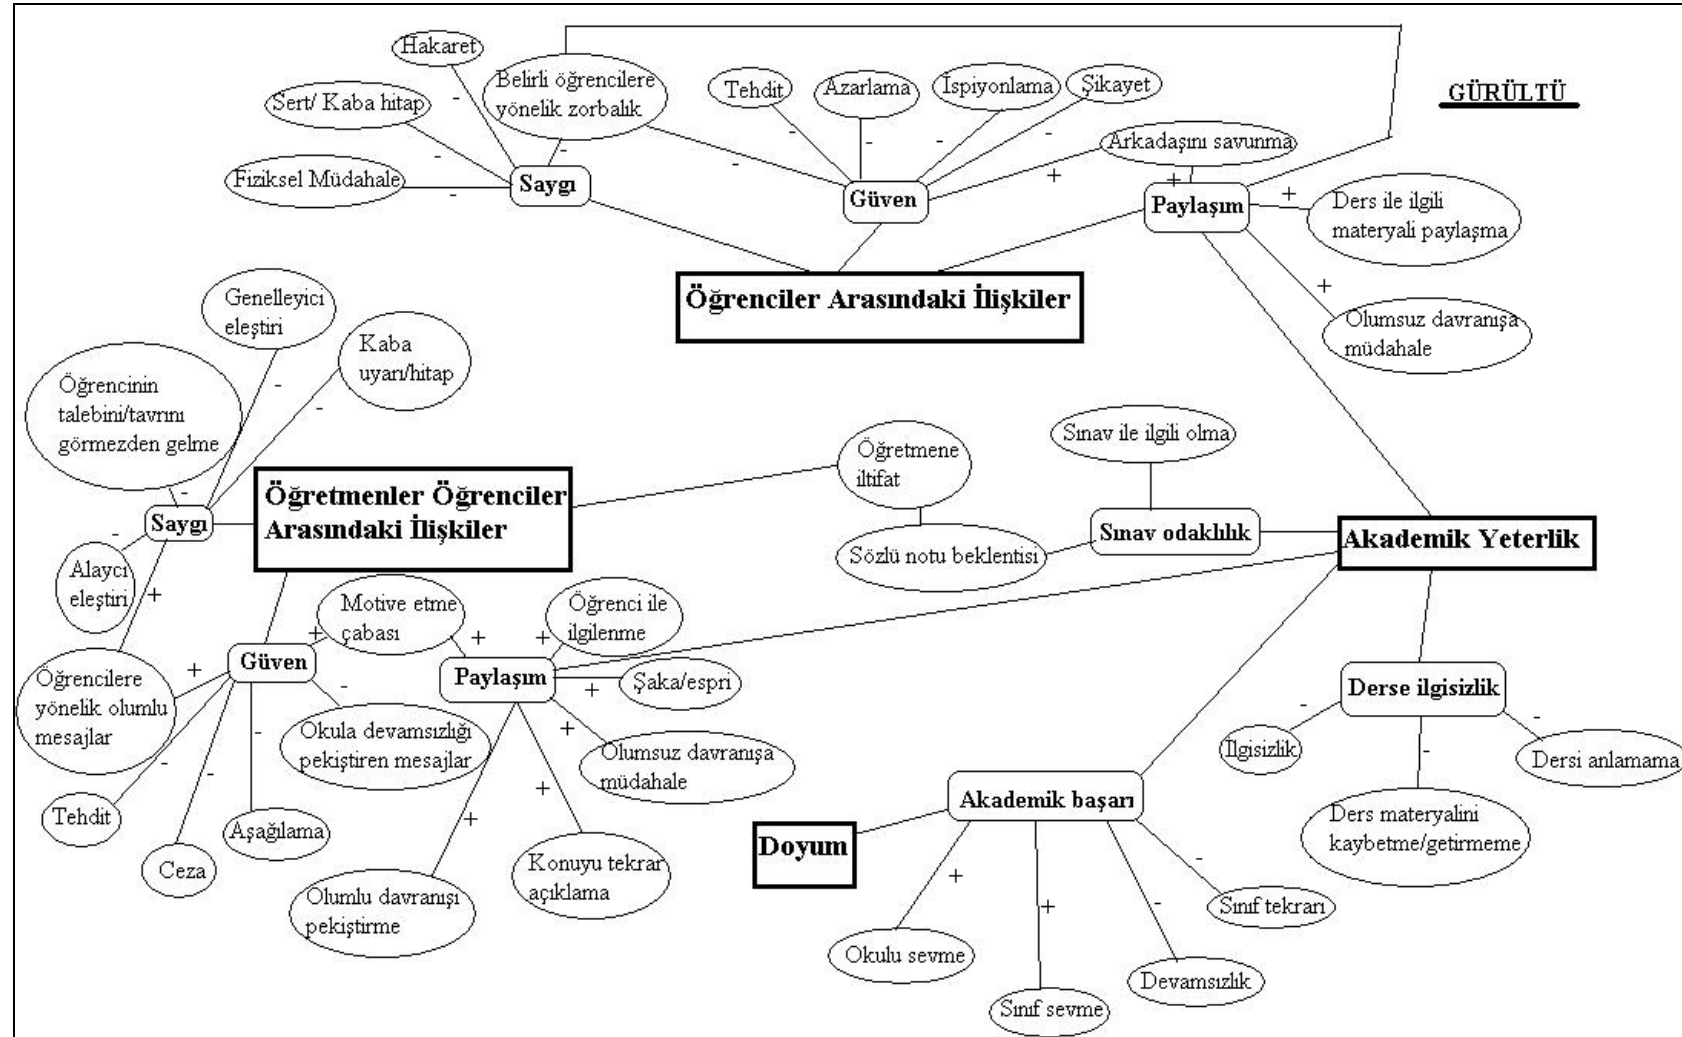 Hakaret
Belirli öğrencilere
yönelik zorbalık
Sert/ Kaba hitap
Fiziksel Müdahale
-
-
-
-
Saygı
Tehdit
Azarlama
İspiyonlama
Şikayet
GÜRÜLTÜ
Arkadaşını savunma
-
-
-
-
-
+
Güven
+
+
Paylaşım
Ders ile ilgili
materyali paylaşma
+
Olumsuz davranışa
müdahale
Öğrenciler Arasındaki İlişkiler
Genelleyici
eleştiri
Kaba
uyarı/hitap
Öğrencinin
talebini/tavrını
görmezden gelme
-
-
-
Saygı
-
Alaycı
eleştiri
+
Öğretmenler Öğrenciler
Arasındaki İlişkiler
Öğretmene
iltifat
Sözlü notu beklentisi
Sınav ile ilgili olma
Sınav odaklılık
Akademik Yeterlik
Motive etme
çabası
Öğrenci ile
ilgilenme
+
+
+
Güven
Paylaşım
+
Şaka/espri
Öğrencilere
yönelik olumlu
mesajlar
+
-
Okula devamsızlığı
pekiştiren mesajlar
+
Olumsuz davranışa
müdahale
-
-
-
+
+
Tehdit
Ceza
Aşağılama
Olumlu davranışı
pekiştirme
Konuyu tekrar
açıklama
Derse ilgisizlik
-
-
-
İlgisizlik
Ders materyalini
kaybetme/getirmeme
Dersi anlamama
Akademik başarı
Doyum
+
+
-
-
Okulu sevme
Sınıf sevme
Devamsızlık
Sınıf tekrarı